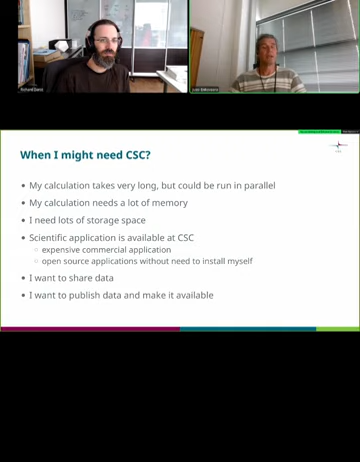 Richard Darst
When I might need CSC?
• My calculation takes very long, but could be run in parallel
• My calculation needs a lot of memory
• I need lots of storage space
• Scientific application is available at CSC
○ expensive commercial application
○ open source applications without need to install myself
• I want to share data
• I want to publish data and make it available